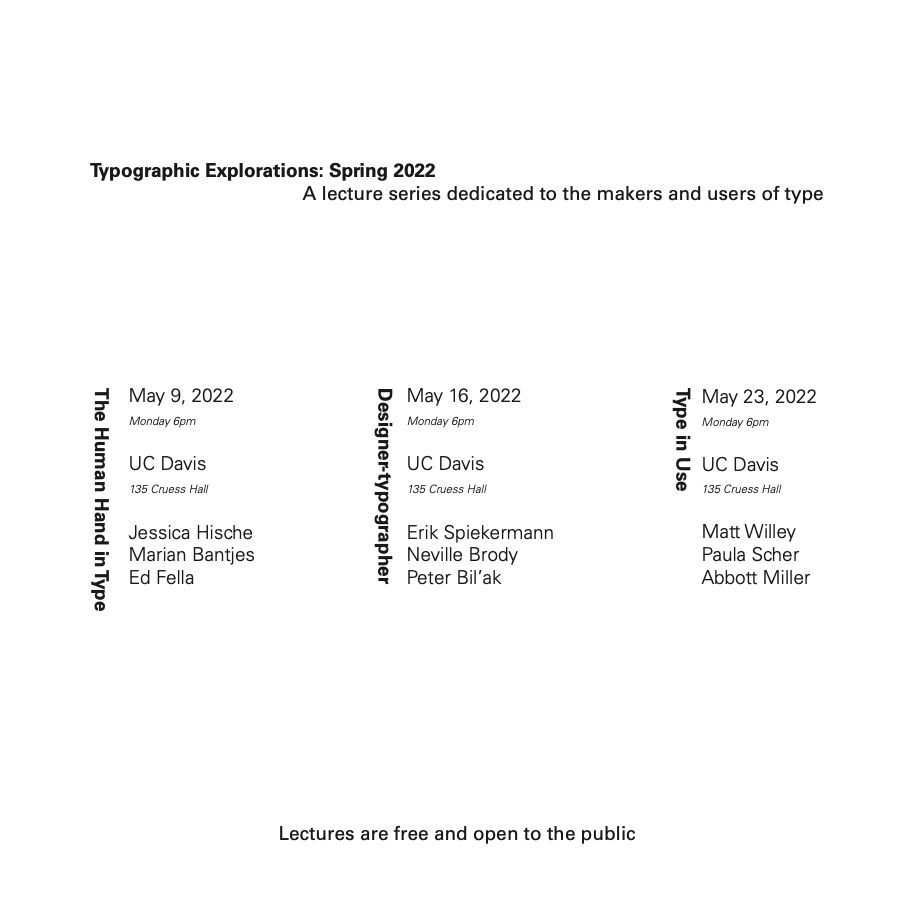 Typographic Explorations: Spring 2022
A lecture series dedicated to the makers and users of type
The Human Hand in Type
May 9, 2022
Monday 6pm
UC Davis
135 Cruess Hall
Jessica Hische
Marian Bantjes
Ed Fella
Designer-typographer
May 16, 2022
Monday 6pm
UC Davis
135 Cruess Hall
Erik Spiekermann
Neville Brody
Peter Bil’ak
Type in Use
May 23, 2022
Monday 6pm
UC Davis
135 Cruess Hall
Matt Willey
Paula Scher
Abbott Miller
Lectures are free and open to the public